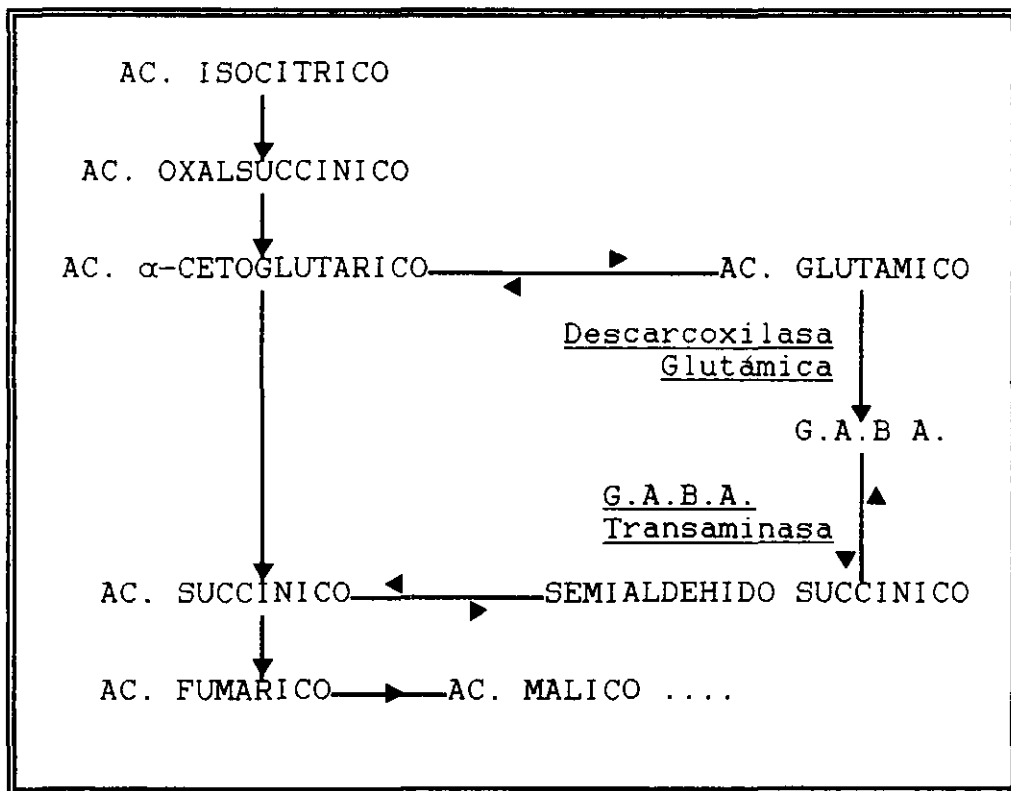 AC. ISOCITRICO
AC. OXALSUCCINICO
AC. α-CETOGLUTARICO AC. GLUTAMICO
Descarcoxilasa
Glutámica
G.A.B A.
G.A.B.A.
Transaminasa
AC. SUCCINICO SEMIALDEHIDO SUCCINICO
AC. FUMARICO AC. MALICO ....